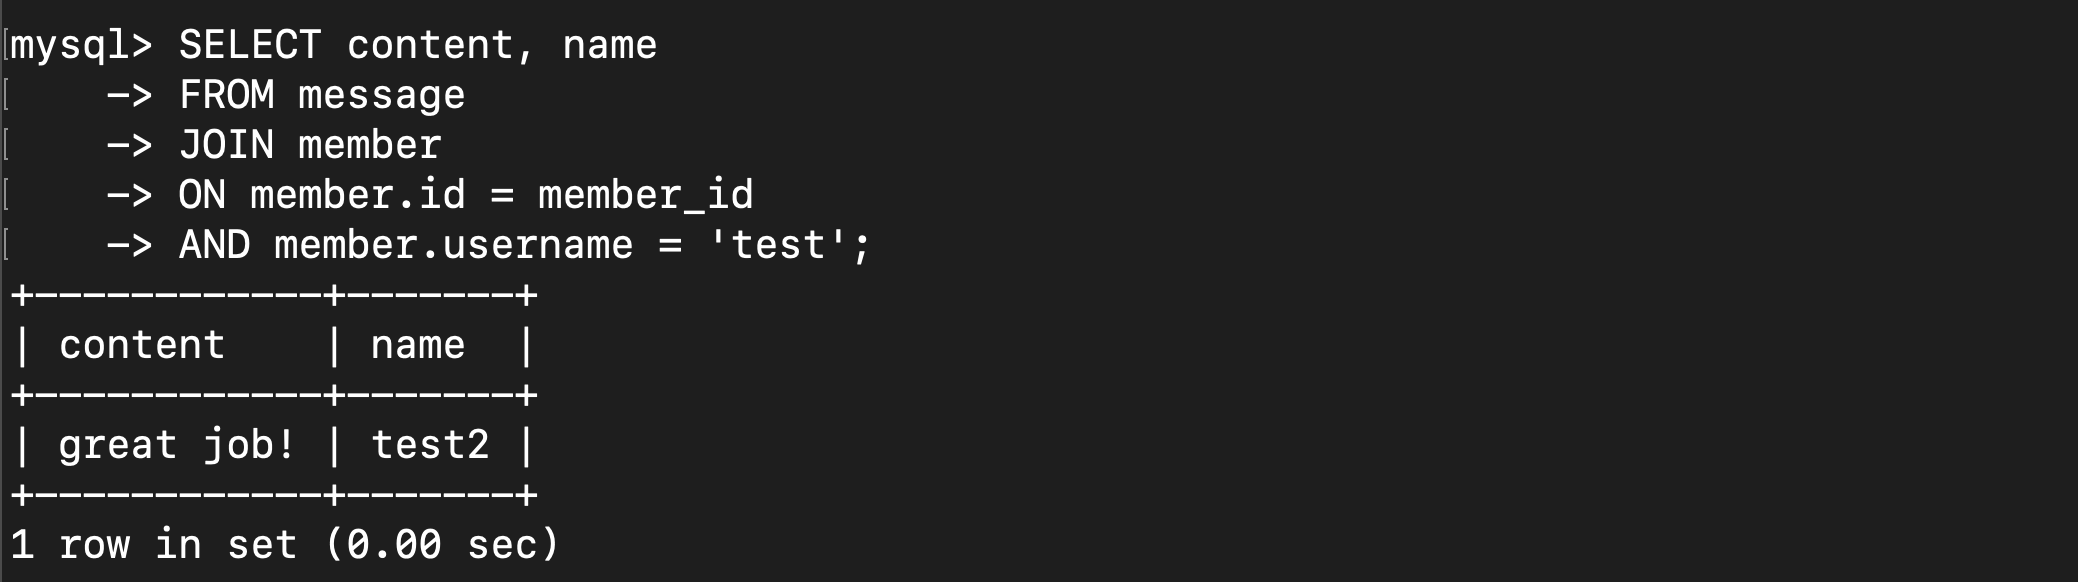 mysql> SELECT content, name
    -> FROM message
    -> JOIN member
    -> ON member.id = member_id
    -> AND member.username = 'test';
+------------+-------+
| content    | name  |
+------------+-------+
| great job! | test2 |
+------------+-------+
1 row in set (0.00 sec)